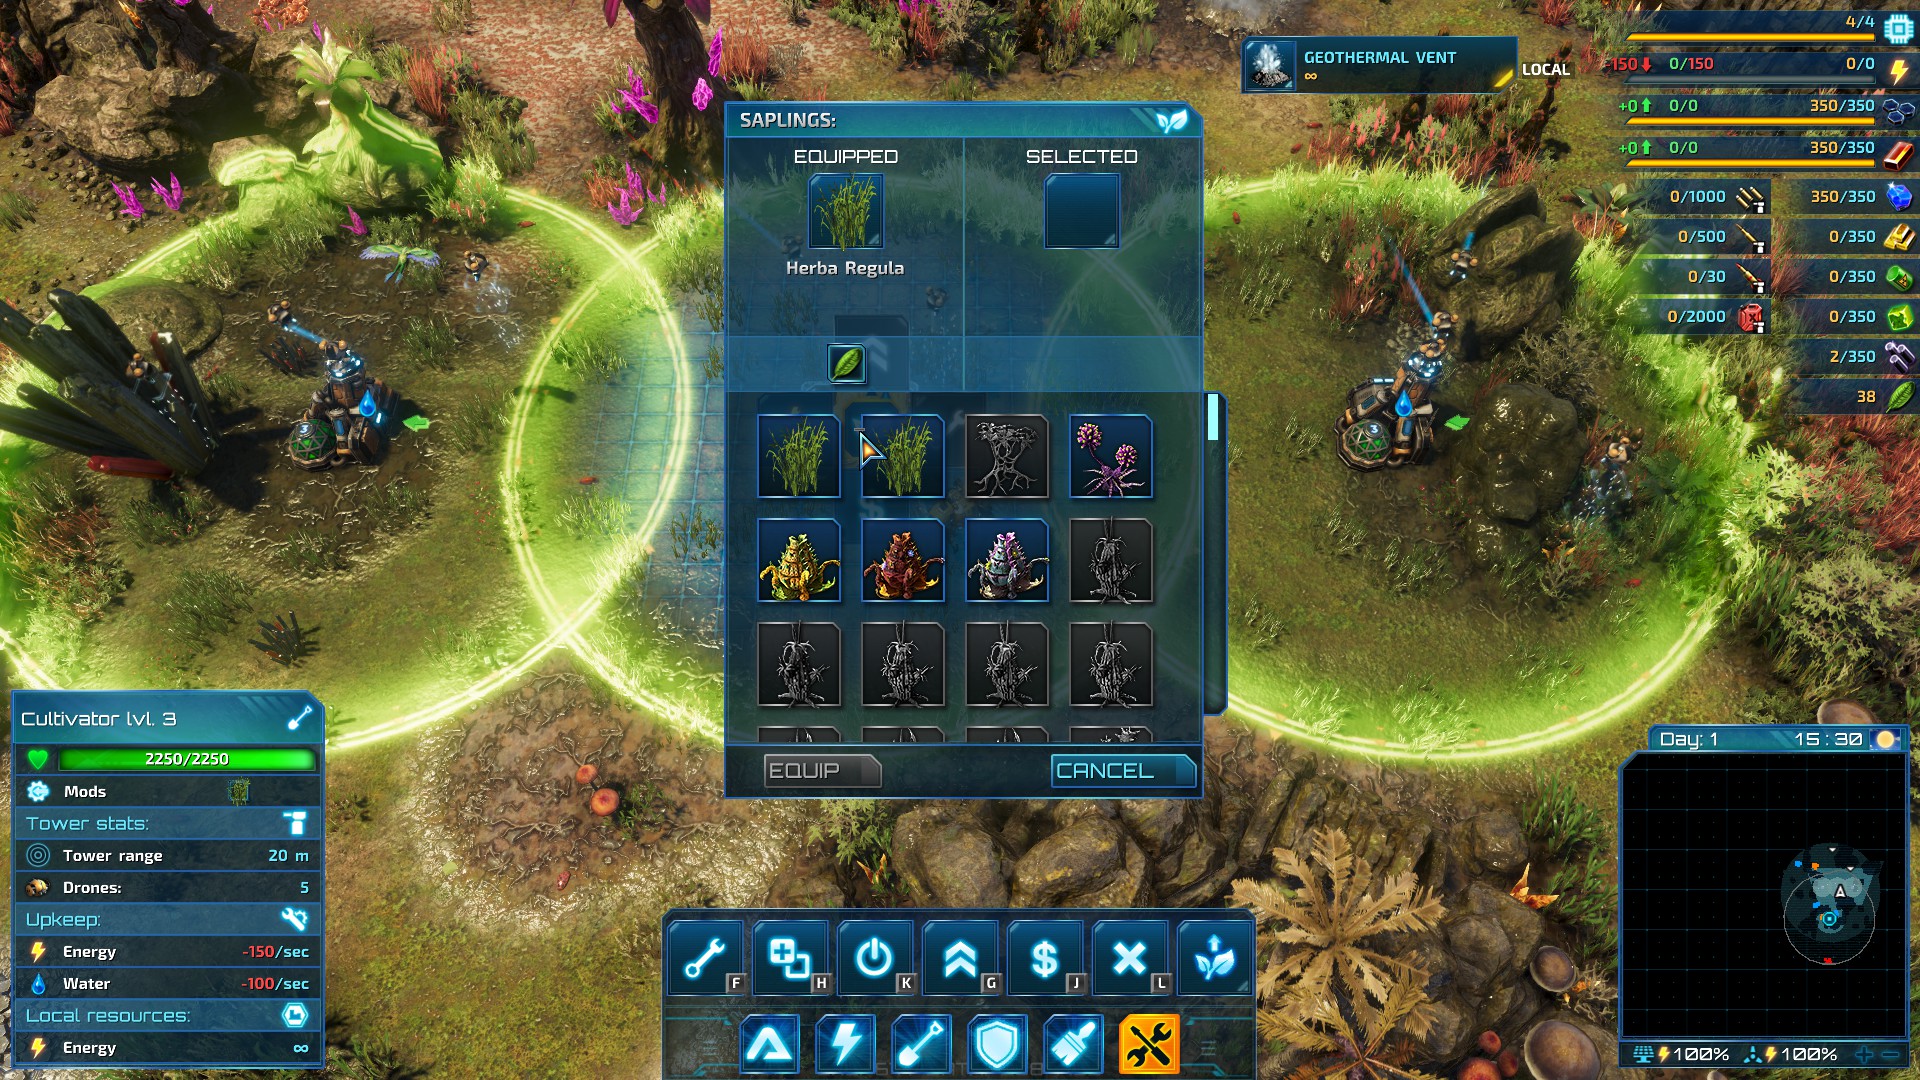 4/4
GEOTHERMAL VENT
∞
LOCAL
-150 0/150 0/0
+0 0/0 350/350
+0 0/0 350/350
0/1000 350/350
0/500 0/350
0/30 0/350
0/2000 0/350
2/350
38
SAPLINGS:
EQUIPPED SELECTED
Herba Regula
EQUIP CANCEL
Cultivator lvl. 3
2250/2250
Mods
Tower stats:
Tower range 20 m
Drones: 5
Upkeep:
Energy -150/sec
Water -100/sec
Local resources:
Energy ∞
3
3
F H K G J L
Day: 1 15:30
100% 100%